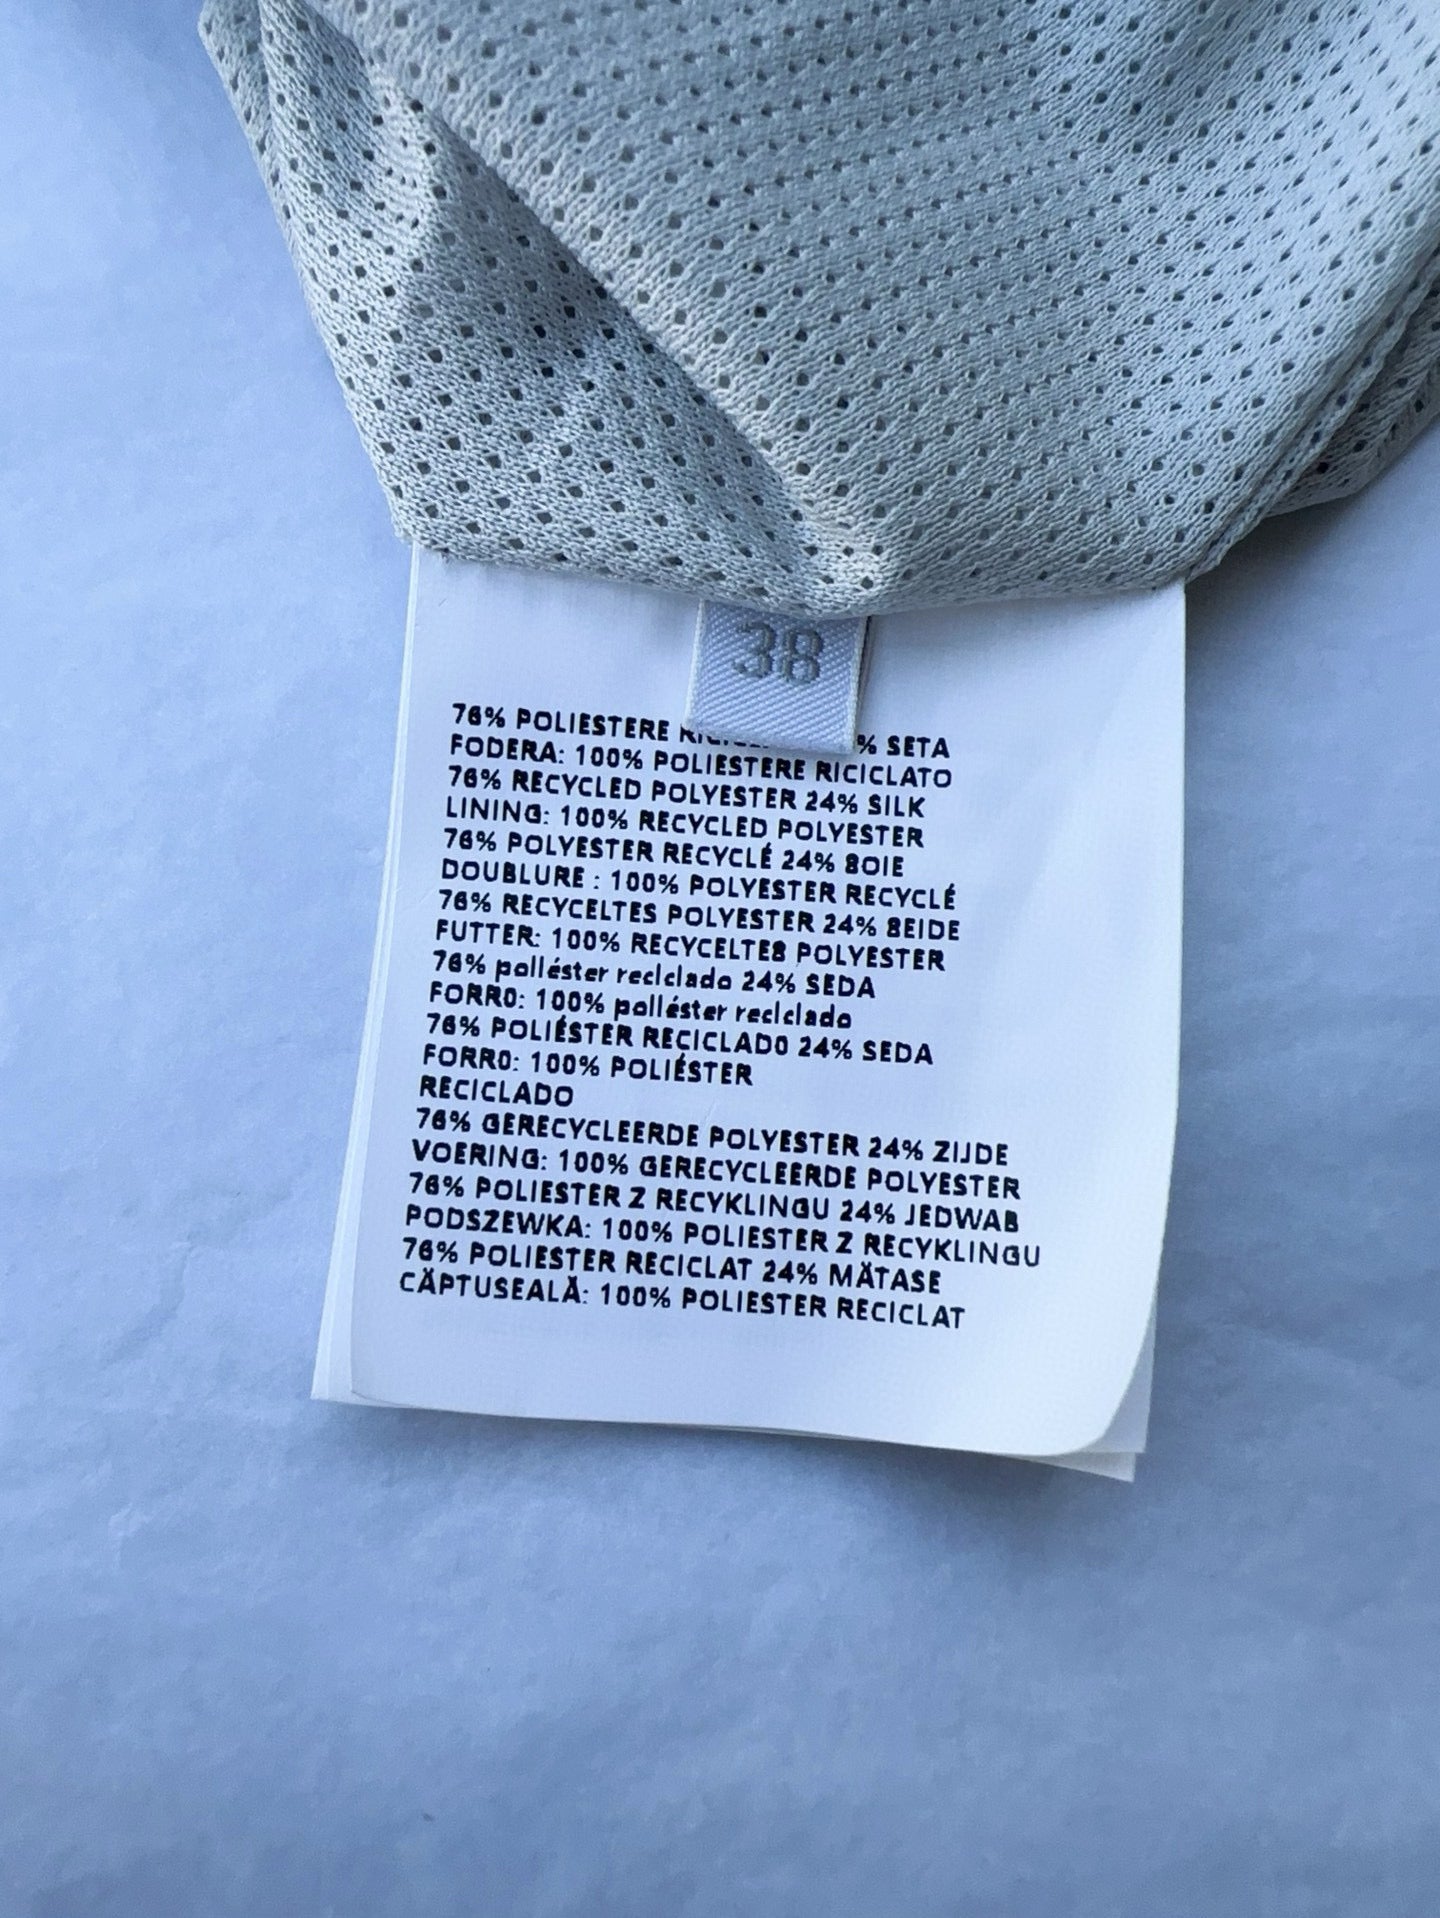 38
76% POLIESTERE % SETA
FODERA: 100% POLIESTERE RICICLATO
76% RECYCLED POLYESTER 24% SILK
LINING: 100% RECYCLED POLYESTER
76% POLYESTER RECYCLÉ 24% SOIE
DOUBLURE : 100% POLYESTER RECYCLÉ
76% RECYCELTES POLYESTER 24% SEIDE
FUTTER: 100% RECYCELTES POLYESTER
76% poliéster reciclado 24% SEDA
FORRO: 100% poliéster reciclado
76% POLIÉSTER RECICLADO 24% SEDA
FORRO: 100% POLIÉSTER
RECICLADO
76% GERECYCLEERDE POLYESTER 24% ZIJDE
VOERING: 100% GERECYCLEERDE POLYESTER
76% POLIESTER Z RECYKLINGU 24% JEDWAB
PODSZEWKA: 100% POLIESTER Z RECYKLINGU
76% POLIESTER RECICLAT 24% MĂTASE
CĂPTUSEALĂ: 100% POLIESTER RECICLAT